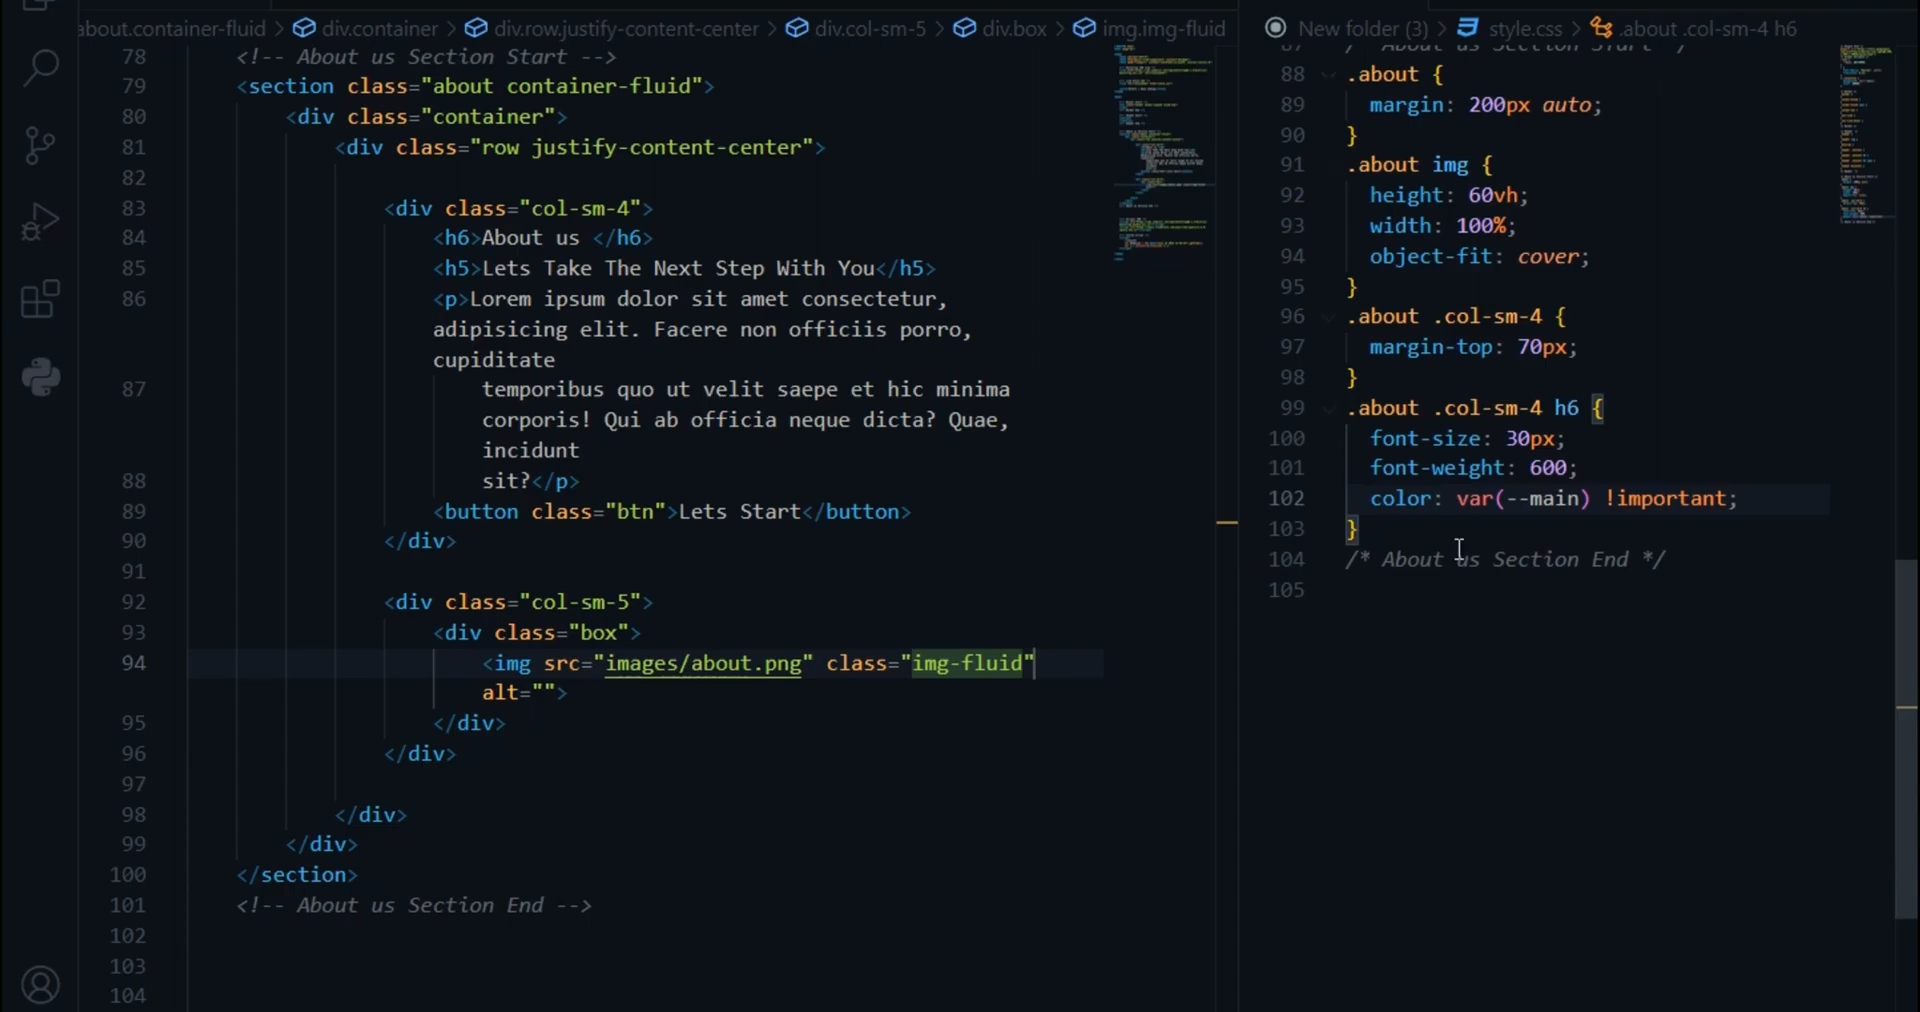 about.container-fluid > div.container > div.row.justify-content-center > div.col-sm-5 > div.box > img.img-fluid
78 <!-- About us Section Start -->
79 <section class="about container-fluid">
80 <div class="container">
81 <div class="row justify-content-center">
82
83 <div class="col-sm-4">
84 <h6>About us </h6>
85 <h5>Lets Take The Next Step With You</h5>
86 <p>Lorem ipsum dolor sit amet consectetur,
adipisicing elit. Facere non officiis porro,
cupiditate
87 temporibus quo ut velit saepe et hic minima
corporis! Qui ab officia neque dicta? Quae,
incidunt
88 sit?</p>
89 <button class="btn">Lets Start</button>
90 </div>
91
92 <div class="col-sm-5">
93 <div class="box">
94 <img src="images/about.png" class="img-fluid"
alt="">
95 </div>
96 </div>
97
98 </div>
99 </div>
100 </section>
101 <!-- About us Section End -->
102
103
104
New folder (3) > style.css > .about .col-sm-4 h6
87 /* About us Section Start */
88 .about {
89 margin: 200px auto;
90 }
91 .about img {
92 height: 60vh;
93 width: 100%;
94 object-fit: cover;
95 }
96 .about .col-sm-4 {
97 margin-top: 70px;
98 }
99 .about .col-sm-4 h6 {
100 font-size: 30px;
101 font-weight: 600;
102 color: var(--main) !important;
103 }
104 /* About us Section End */
105